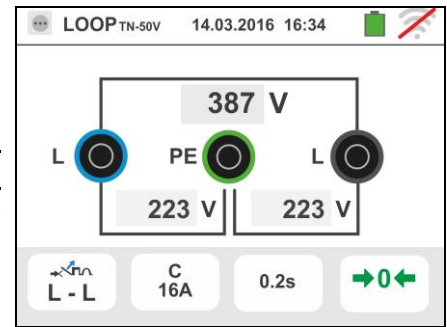 LOOP TN-50V 14.03.2016 16:34
387 V
L PE L
223 V 223 V
L - L
C
16A
0.2s
0